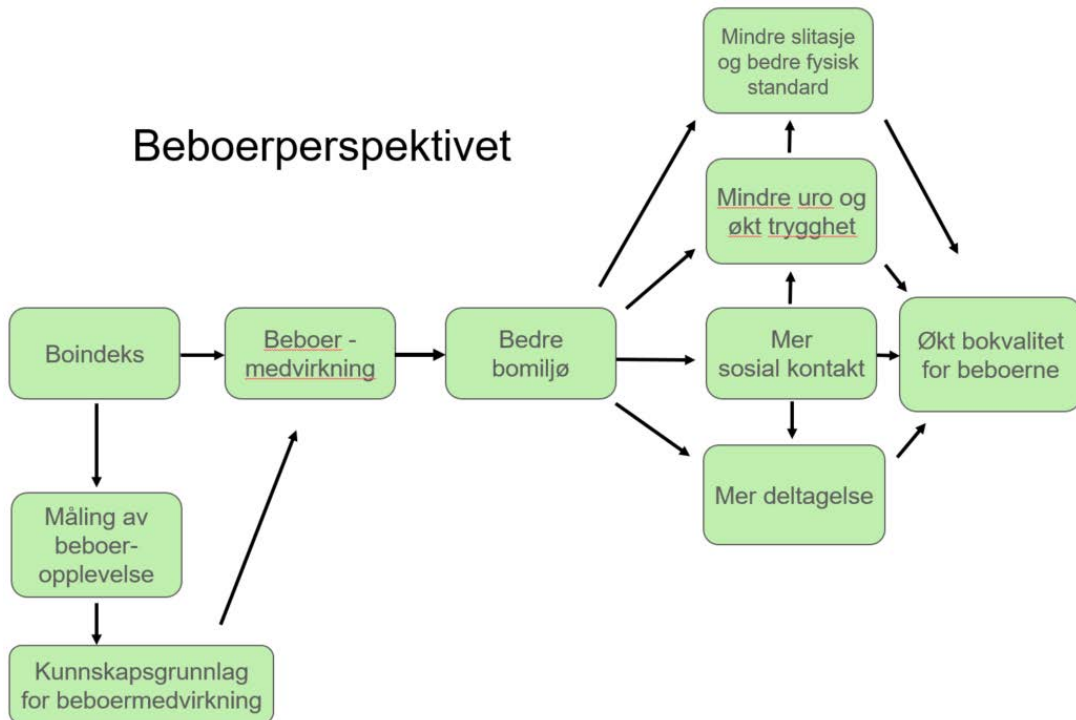 Beboerperspektivet
Mindre slitasje
og bedre fysisk
standard
Mindre uro og
økt trygghet
Boindeks
Beboer -
medvirkning
Bedre
bomiljø
Mer
sosial kontakt
Økt bokvalitet
for beboerne
Mer deltagelse
Måling av
beboer-
opplevelse
Kunnskapsgrunnlag
for beboermedvirkning